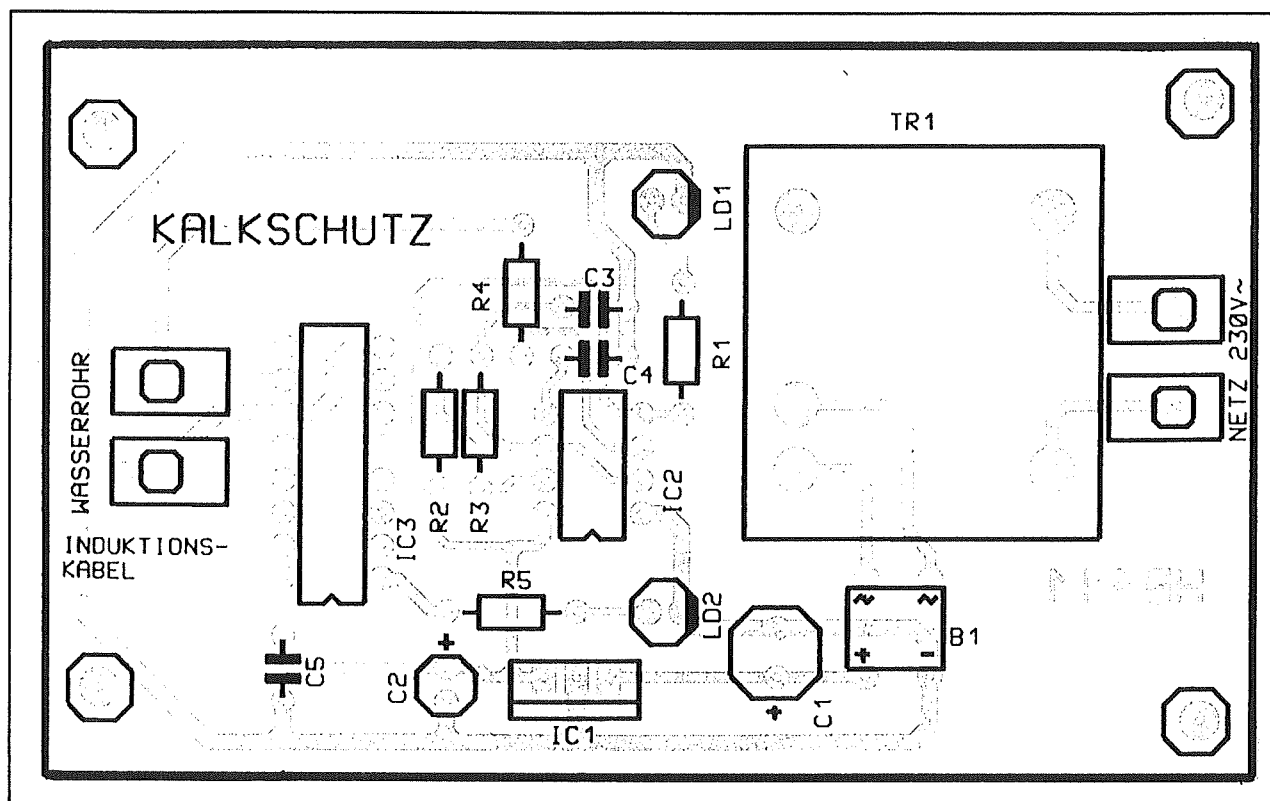 TR1
LD1
KALKSCHUTZ
C3
R4
R1
NETZ 230V~
C4
WASSERROHR
IC2
R2
R3
IC3
INDUKTIONS-
KABEL
R5
LD2
~ ~
+ -
B1
+
C5
C2
IC1
+
C1